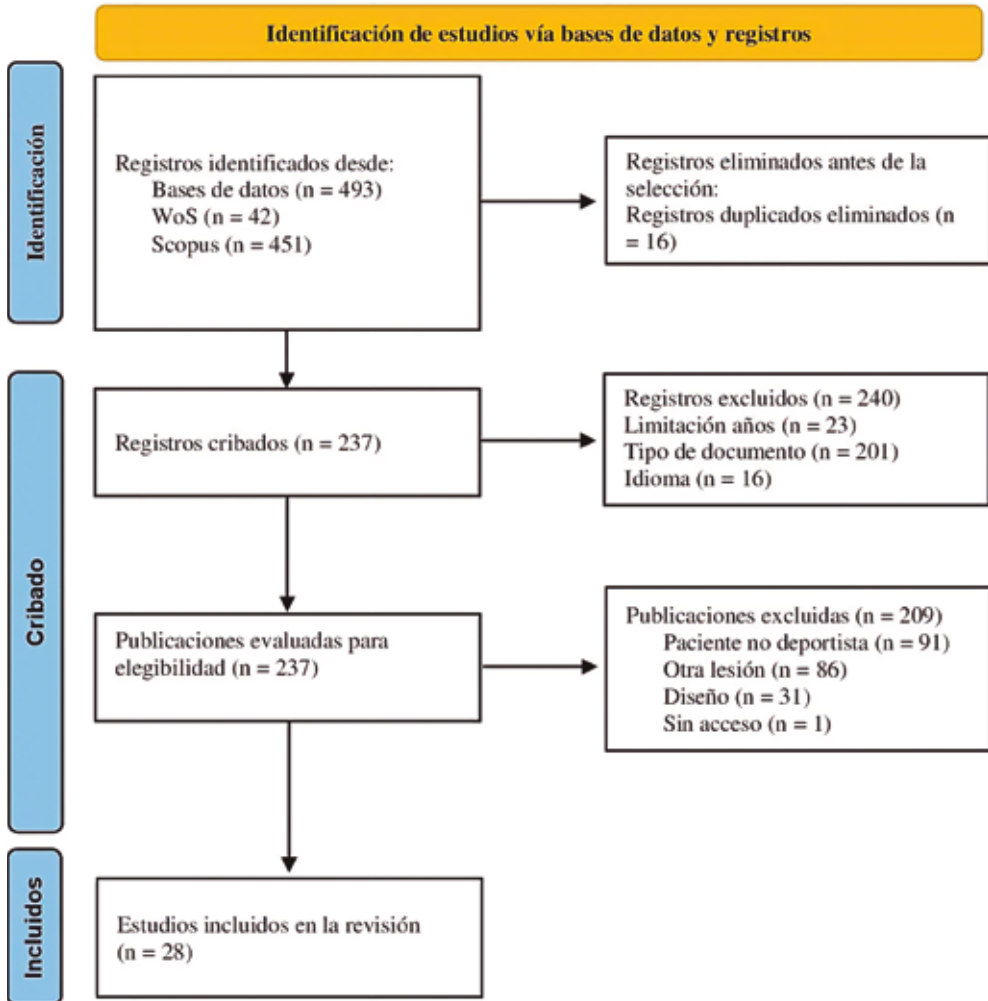 Identificación de estudios vía bases de datos y registros
Identificación
Registros identificados desde:
Bases de datos (n = 493)
WoS (n = 42)
Scopus (n = 451)
Registros eliminados antes de la
selección:
Registros duplicados eliminados (n
= 16)
Cribado
Registros cribados (n = 237)
Registros excluidos (n = 240)
Limitación años (n = 23)
Tipo de documento (n = 201)
Idioma (n = 16)
Publicaciones evaluadas para
elegibilidad (n = 237)
Publicaciones excluidas (n = 209)
Paciente no deportista (n = 91)
Otra lesión (n = 86)
Diseño (n = 31)
Sin acceso (n = 1)
Incluidos
Estudios incluidos en la revisión
(n = 28)